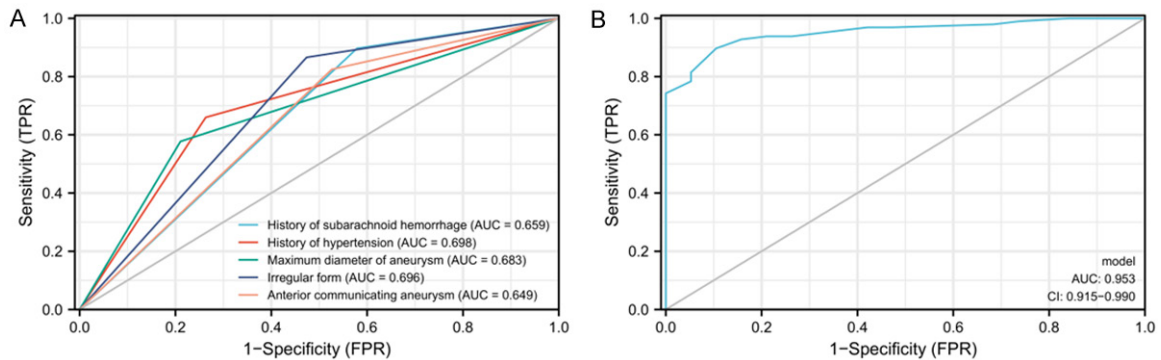 A
Sensitivity (TPR)
1.0
0.8
0.6
0.4
0.2
0.0
History of subarachnoid hemorrhage (AUC = 0.659)
History of hypertension (AUC = 0.698)
Maximum diameter of aneurysm (AUC = 0.683)
Irregular form (AUC = 0.696)
Anterior communicating aneurysm (AUC = 0.649)
0.0 0.2 0.4 0.6 0.8 1.0
1−Specificity (FPR)
B
Sensitivity (TPR)
1.0
0.8
0.6
0.4
0.2
0.0
model
AUC: 0.953
CI: 0.915−0.990
0.0 0.2 0.4 0.6 0.8 1.0
1−Specificity (FPR)